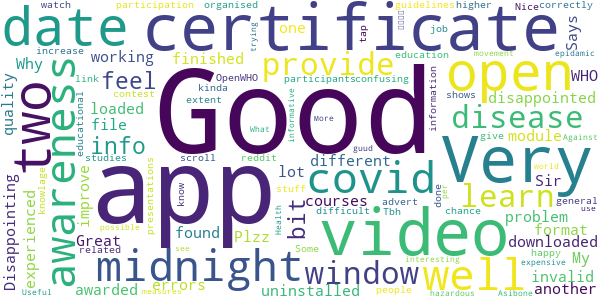 watch
participation
organised
guidelines
higher
Nice
correctly
date
certificate
Says
increase
Why
working
finished
one
tap
job
epidamic
trying
link
contest
OpenWHO
participants
confusing
education
movement
Good
provide
open
WHO
quality
awareness
feel
kinda
extent
informative
What
More
information
shows
disappointed
loaded
file
educational
two
info
disease
give
module
Against
studies
scroll
reddit
guud
Very
Disappointing
experienced
knowlege
improve
presentations
app
different
covid
learn
world
Sir
know
lot
stuff
courses
advert
done
per
general
use
Great
related
found
Plzz
Health
difficult
Tbh
chance
problem
format
downloaded
possible
bit
video
midnight
window
well
My
happy
invalid
awarded
errors
Some
see
people
interesting
expensive
another
Useful
measures
uninstalled
hazardous
Asibone